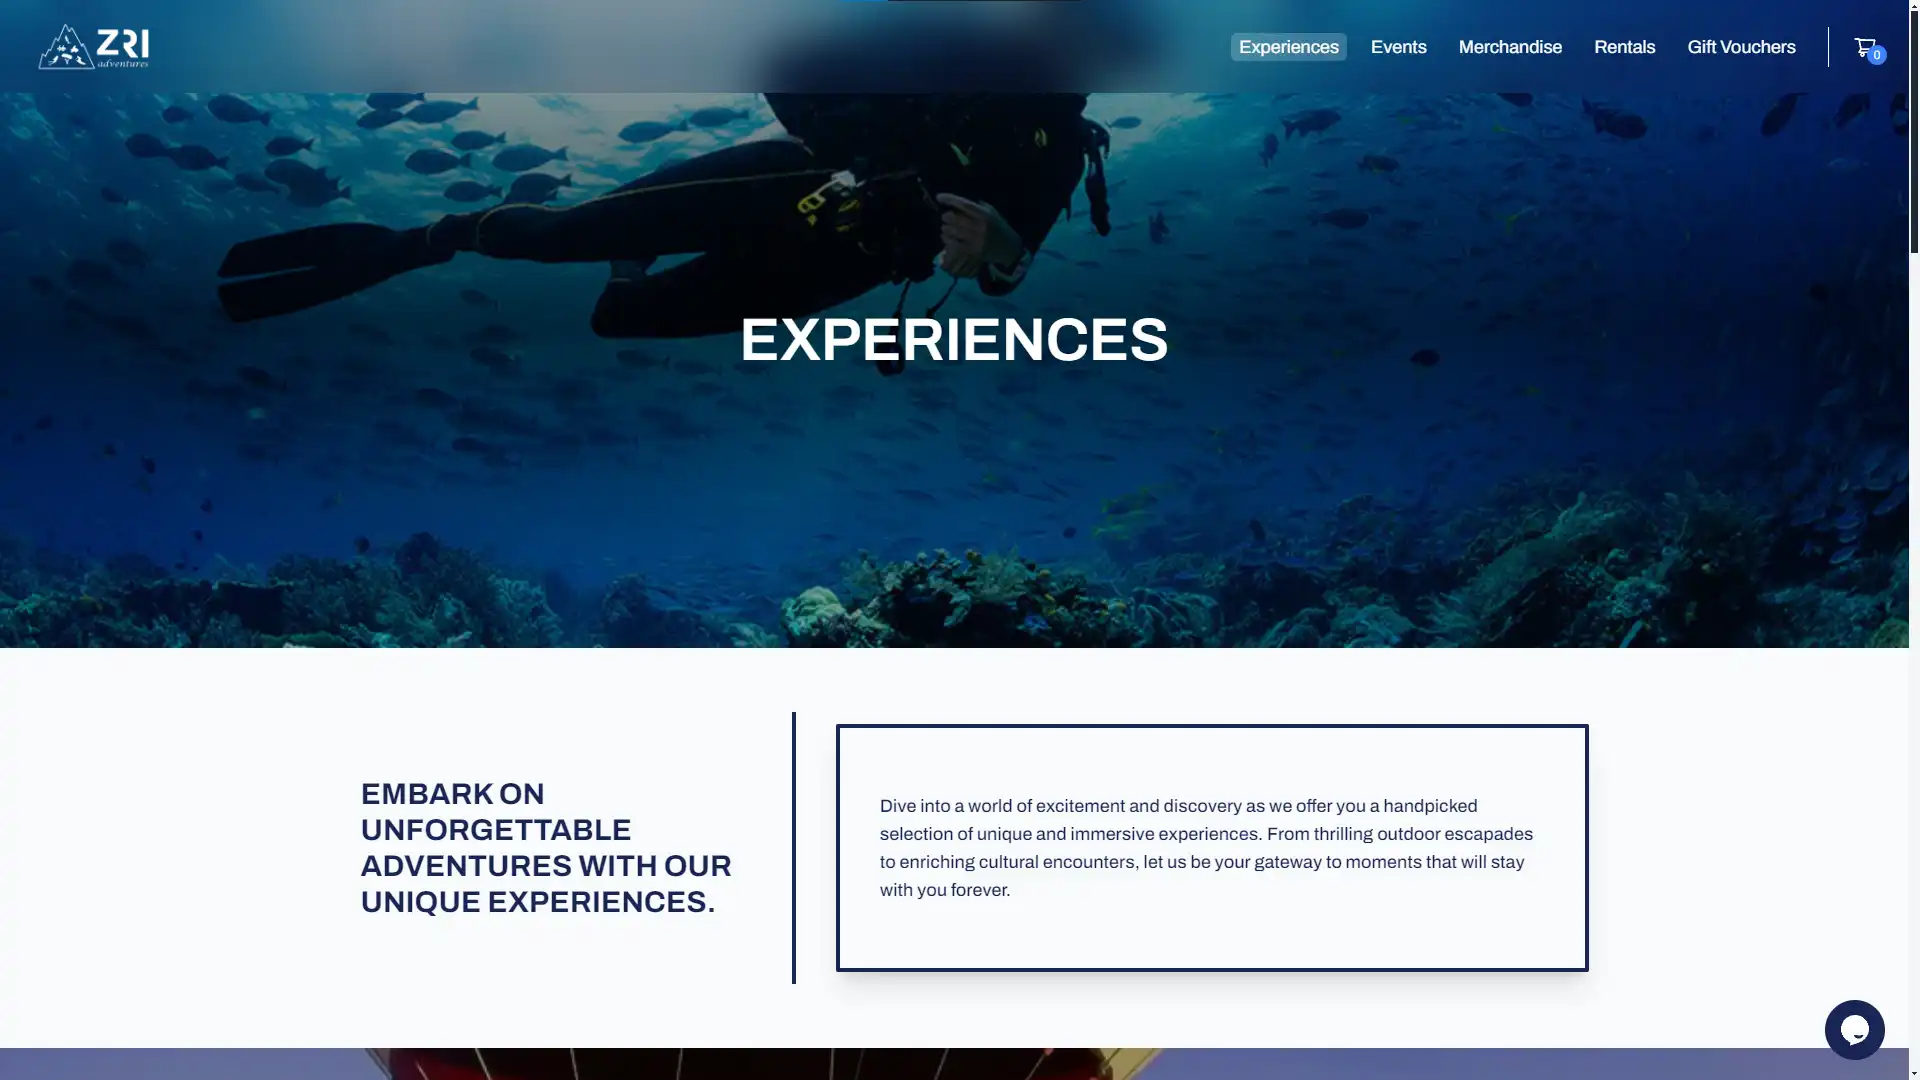 ZRI
adventures
Experiences
Events
Merchandise
Rentals
Gift Vouchers
0
EXPERIENCES
EMBARK ON
UNFORGETTABLE
ADVENTURES WITH OUR
UNIQUE EXPERIENCES.
Dive into a world of excitement and discovery as we offer you a handpicked
selection of unique and immersive experiences. From thrilling outdoor escapades
to enriching cultural encounters, let us be your gateway to moments that will stay
with you forever.